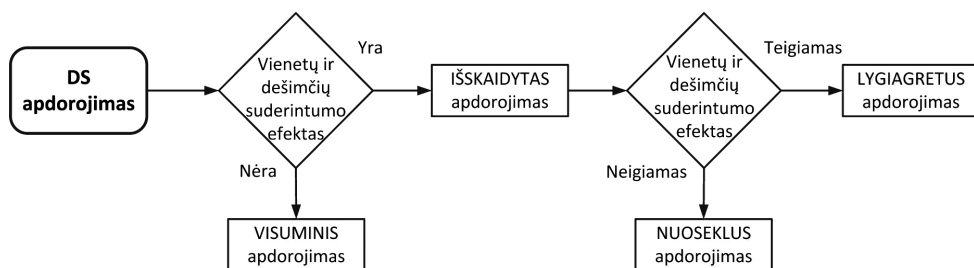 DS
apdorojimas
Vienetų ir
dešimčių
suderintumo
efektas
Yra
Nėra
VISUMINIS
apdorojimas
IŠSKAIDYTAS
apdorojimas
Vienetų ir
dešimčių
suderintumo
efektas
Teigiamas
LYGIAGRETUS
apdorojimas
Neigiamas
NUOSEKLUS
apdorojimas